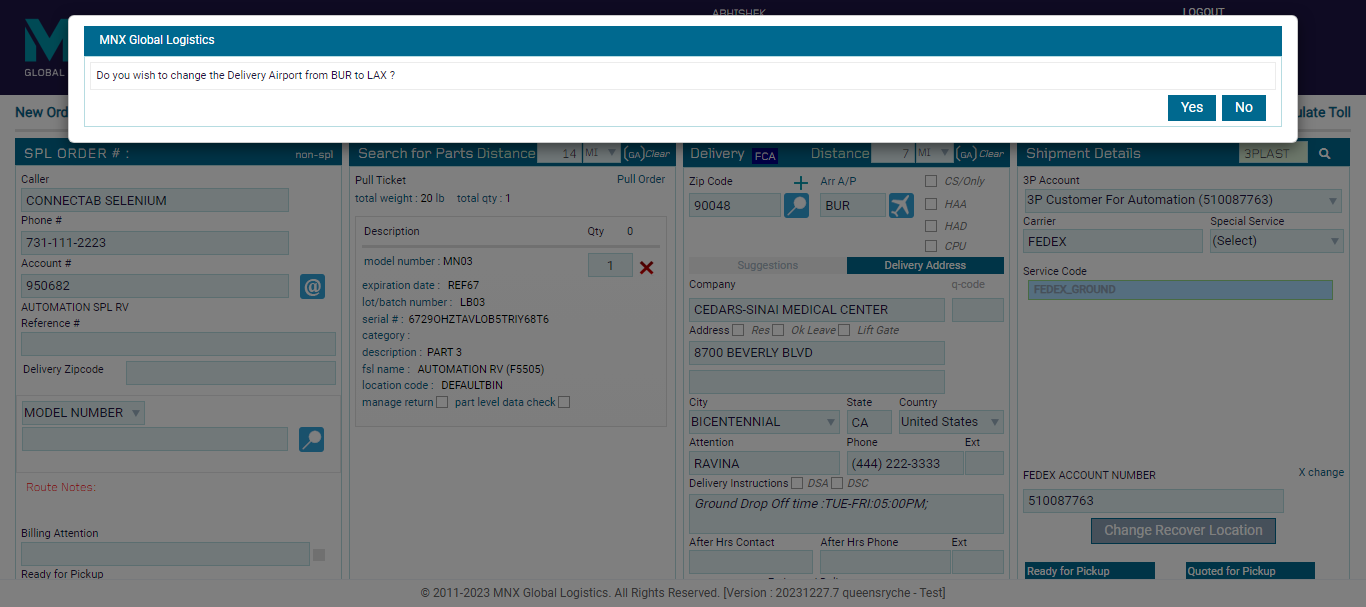 ABHISHEK
LOGOUT
M
GLOBAL
MNX Global Logistics
Do you wish to change the Delivery Airport from BUR to LAX ?
Yes No
New Ord
ulate Toll
SPL ORDER # : non-spl
Caller
CONNECTAB SELENIUM
Phone #
731-111-2223
Account #
950682 @
AUTOMATION SPL RV
Reference #
Delivery Zipcode
MODEL NUMBER
Route Notes:
Billing Attention
Ready for Pickup
Search for Parts Distance 14 MI (GA) Clear
Pull Ticket Pull Order
total weight : 20 lb total qty : 1
Description Qty 0
model number : MN03 1
expiration date : REF67
lot/batch number : LB03
serial # : 6729OHZTAVLOB5TRIY68T6
category :
description : PART 3
fsl name : AUTOMATION RV (F5505)
location code : DEFAULTBIN
manage return part level data check
Delivery FCA Distance 7 MI (GA) Clear
Zip Code + Arr A/P CS/Only
90048 BUR HAA
HAD
CPU
Suggestions Delivery Address
Company q-code
CEDARS-SINAI MEDICAL CENTER
Address Res Ok Leave Lift Gate
8700 BEVERLY BLVD
City State Country
BICENTENNIAL CA United States
Attention Phone Ext
RAVINA (444) 222-3333
Delivery Instructions DSA DSC
Ground Drop Off time :TUE-FRI:05:00PM;
After Hrs Contact After Hrs Phone Ext
Shipment Details 3PLAST
3P Account
3P Customer For Automation (510087763)
Carrier Special Service
FEDEX (Select)
Service Code
FEDEX_GROUND
FEDEX ACCOUNT NUMBER X change
510087763
Change Recover Location
Ready for Pickup Quoted for Pickup
© 2011-2023 MNX Global Logistics. All Rights Reserved. [Version : 20231227.7 queensryche - Test]